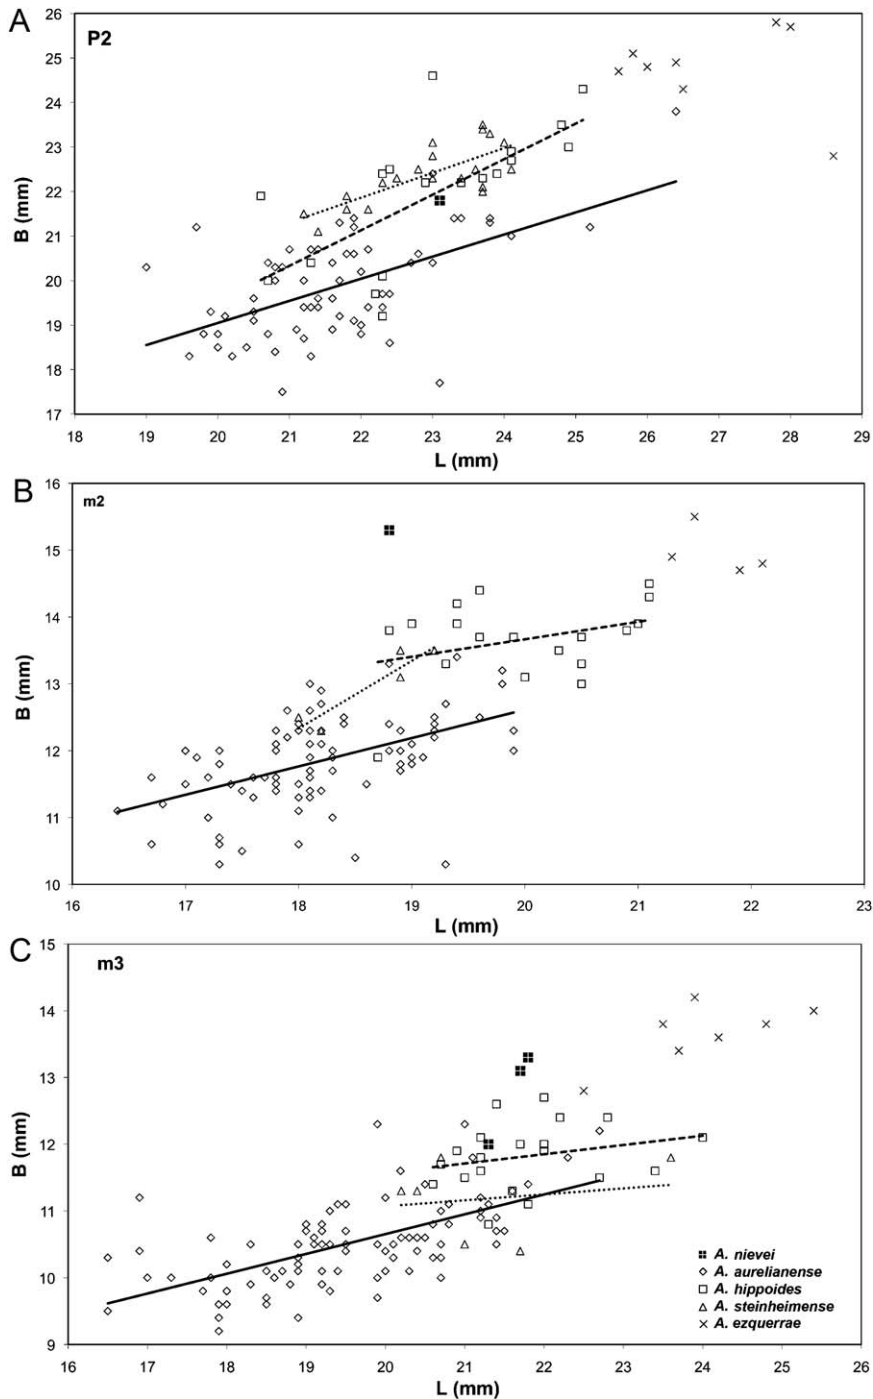 A
P2
26
25
24
23
22
21
20
19
18
17
B (mm)
18 19 20 21 22 23 24 25 26 27 28 29
L (mm)
B
m2
16
15
14
13
12
11
10
B (mm)
16 17 18 19 20 21 22 23
L (mm)
C
m3
15
14
13
12
11
10
9
B (mm)
A. nievei
A. aurelianense
A. hippoides
A. steinheimense
A. ezquerrae
16 17 18 19 20 21 22 23 24 25 26
L (mm)